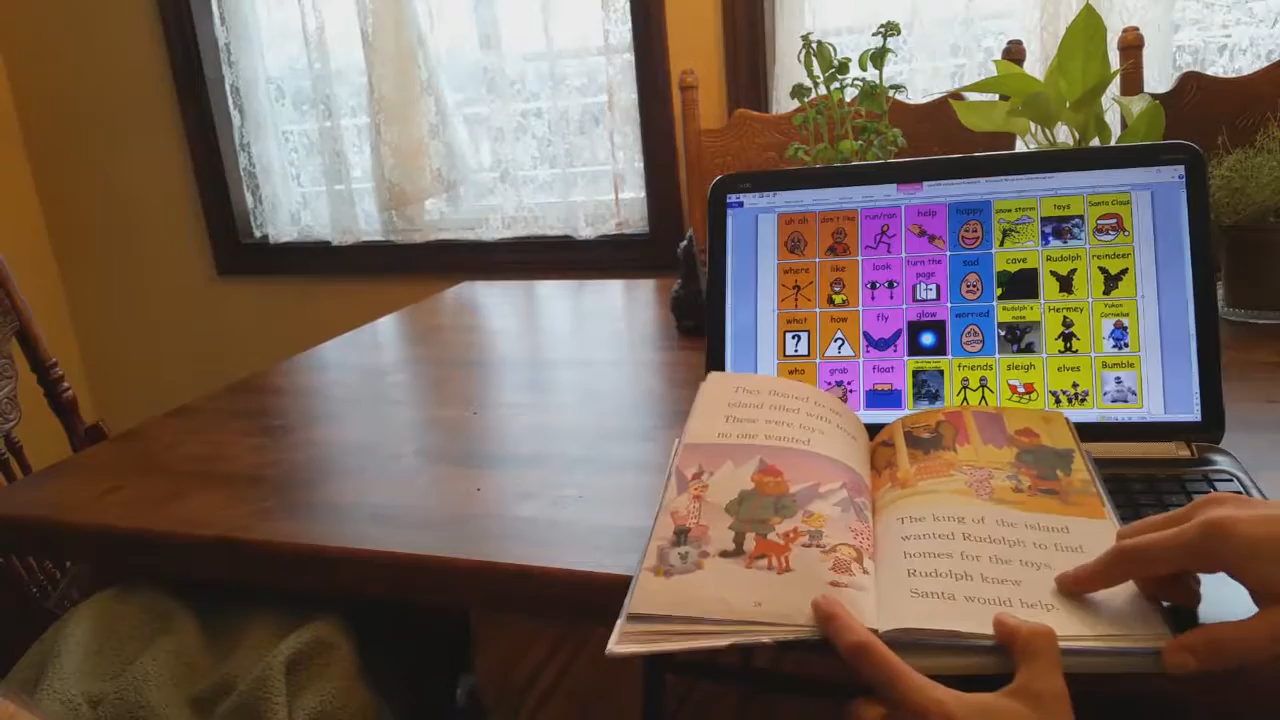 uh oh don't like run/ran help happy snow storm toys Santa Claus
where like look turn the page sad cave Rudolph reindeer
what how fly glow worried Rudolph's nose Hermey Yukon Cornelius
who grab float friends sleigh elves Bumble
They floated to an
island filled with toys
These were toys
no one wanted
18
The king of the island
wanted Rudolph to find
homes for the toys.
Rudolph knew
Santa would help.